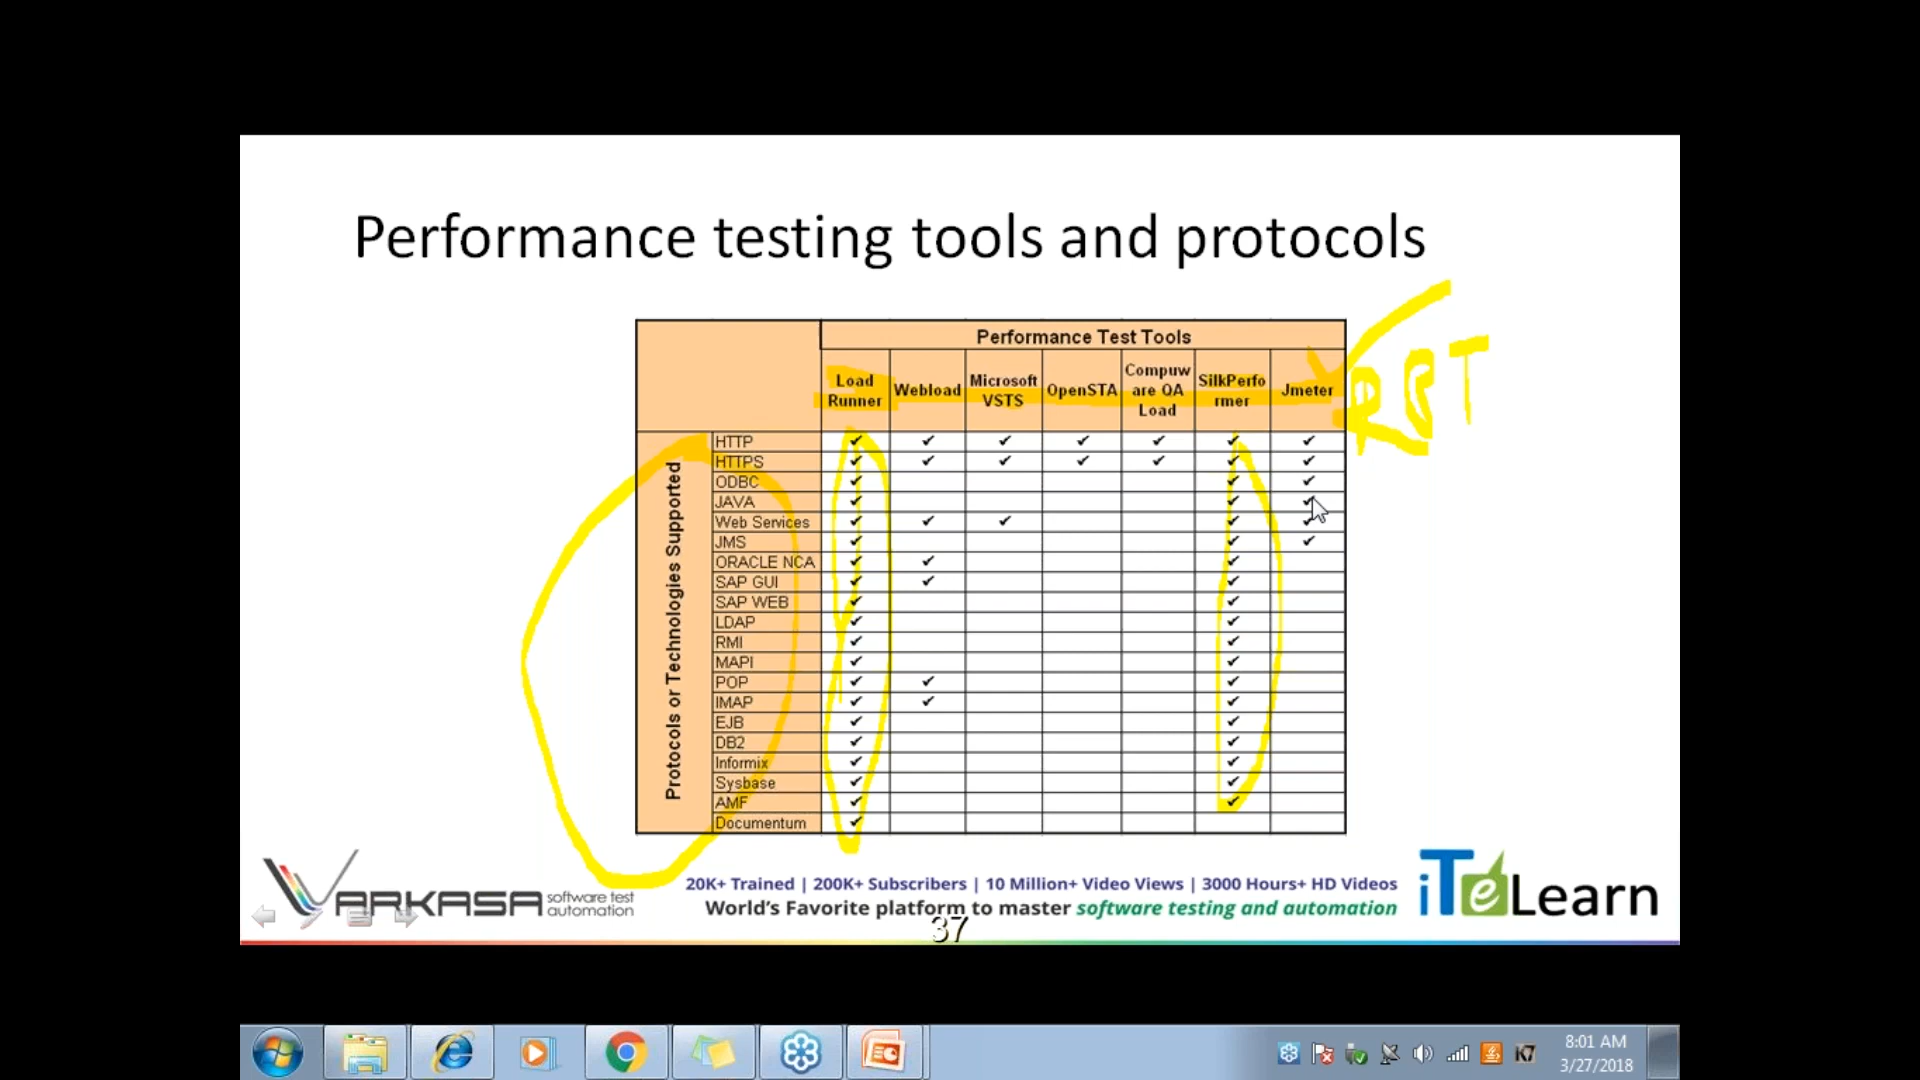 Performance testing tools and protocols
Performance Test Tools
Load Runner
Webload
Microsoft VSTS
OpenSTA
Compuw are QA Load
SilkPerfo rmer
Jmeter
Protocols or Technologies Supported
HTTP ✔ ✔ ✔ ✔ ✔ ✔ ✔
HTTPS ✔ ✔ ✔ ✔ ✔ ✔ ✔
ODBC ✔ ✔ ✔
JAVA ✔ ✔ ✔
Web Services ✔ ✔ ✔ ✔ ✔
JMS ✔ ✔ ✔
ORACLE NCA ✔ ✔ ✔
SAP GUI ✔ ✔ ✔
SAP WEB ✔ ✔
LDAP ✔ ✔
RMI ✔ ✔
MAPI ✔ ✔
POP ✔ ✔ ✔
IMAP ✔ ✔ ✔
EJB ✔ ✔
DB2 ✔ ✔
Informix ✔ ✔
Sysbase ✔ ✔
AMF ✔ ✔
Documentum ✔
VARKASA software test automation
20K+ Trained | 200K+ Subscribers | 10 Million+ Video Views | 3000 Hours+ HD Videos
World's Favorite platform to master software testing and automation
iTeLearn
37
8:01 AM
3/27/2018